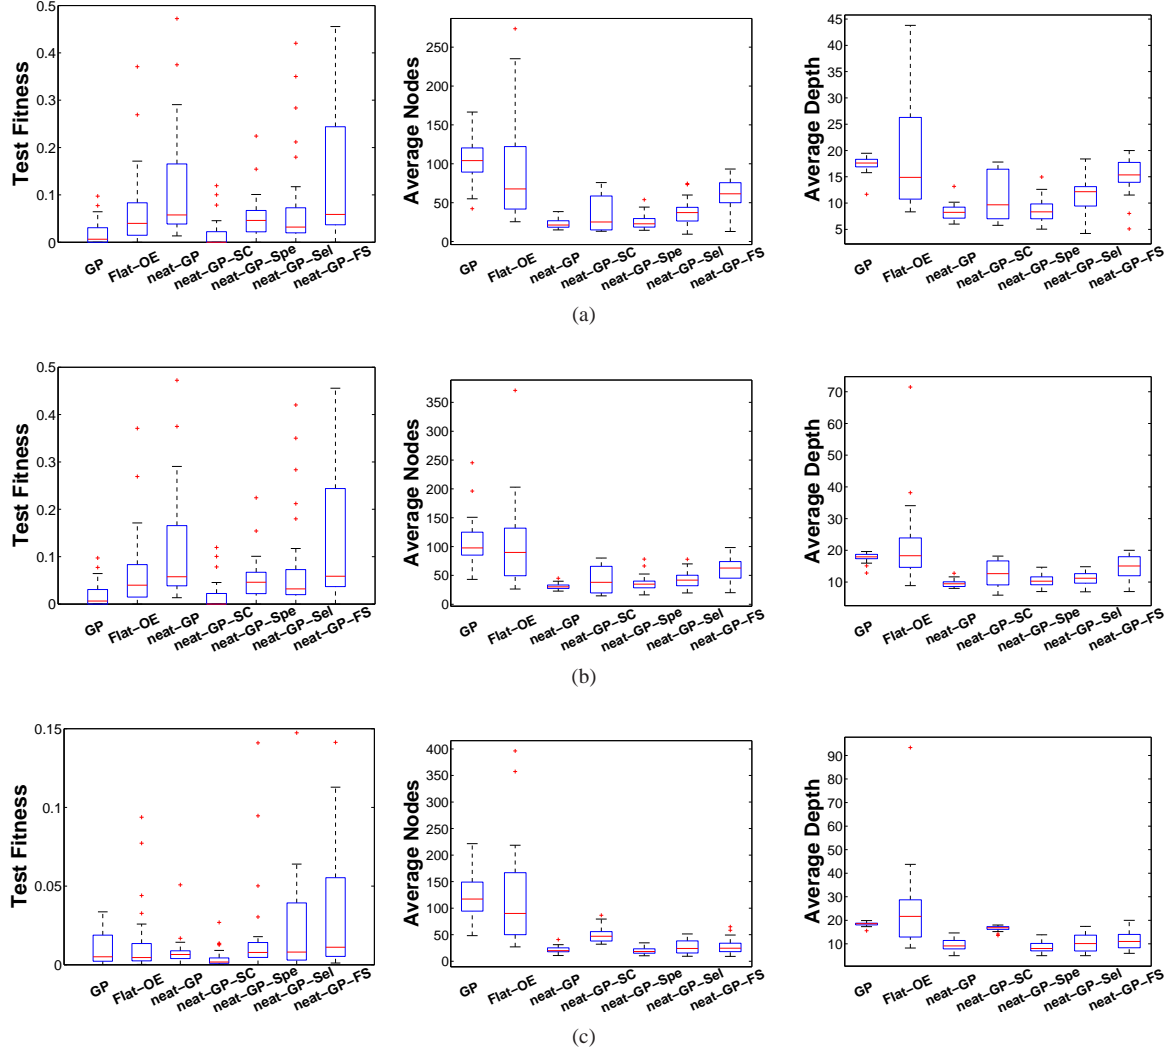 Test Fitness
0.5
0.4
0.3
0.2
0.1
0
GP
Flat−OE
neat−GP
neat−GP−SC
neat−GP−Spe
neat−GP−Sel
neat−GP−FS
Average Nodes
250
200
150
100
50
0
GP
Flat−OE
neat−GP
neat−GP−SC
neat−GP−Spe
neat−GP−Sel
neat−GP−FS
Average Depth
45
40
35
30
25
20
15
10
5
GP
Flat−OE
neat−GP
neat−GP−SC
neat−GP−Spe
neat−GP−Sel
neat−GP−FS
(a)
Test Fitness
0.5
0.4
0.3
0.2
0.1
0
GP
Flat−OE
neat−GP
neat−GP−SC
neat−GP−Spe
neat−GP−Sel
neat−GP−FS
Average Nodes
350
300
250
200
150
100
50
0
GP
Flat−OE
neat−GP
neat−GP−SC
neat−GP−Spe
neat−GP−Sel
neat−GP−FS
Average Depth
70
60
50
40
30
20
10
GP
Flat−OE
neat−GP
neat−GP−SC
neat−GP−Spe
neat−GP−Sel
neat−GP−FS
(b)
Test Fitness
0.15
0.1
0.05
0
GP
Flat−OE
neat−GP
neat−GP−SC
neat−GP−Spe
neat−GP−Sel
neat−GP−FS
Average Nodes
400
350
300
250
200
150
100
50
0
GP
Flat−OE
neat−GP
neat−GP−SC
neat−GP−Spe
neat−GP−Sel
neat−GP−FS
Average Depth
90
80
70
60
50
40
30
20
10
GP
Flat−OE
neat−GP
neat−GP−SC
neat−GP−Spe
neat−GP−Sel
neat−GP−FS
(c)